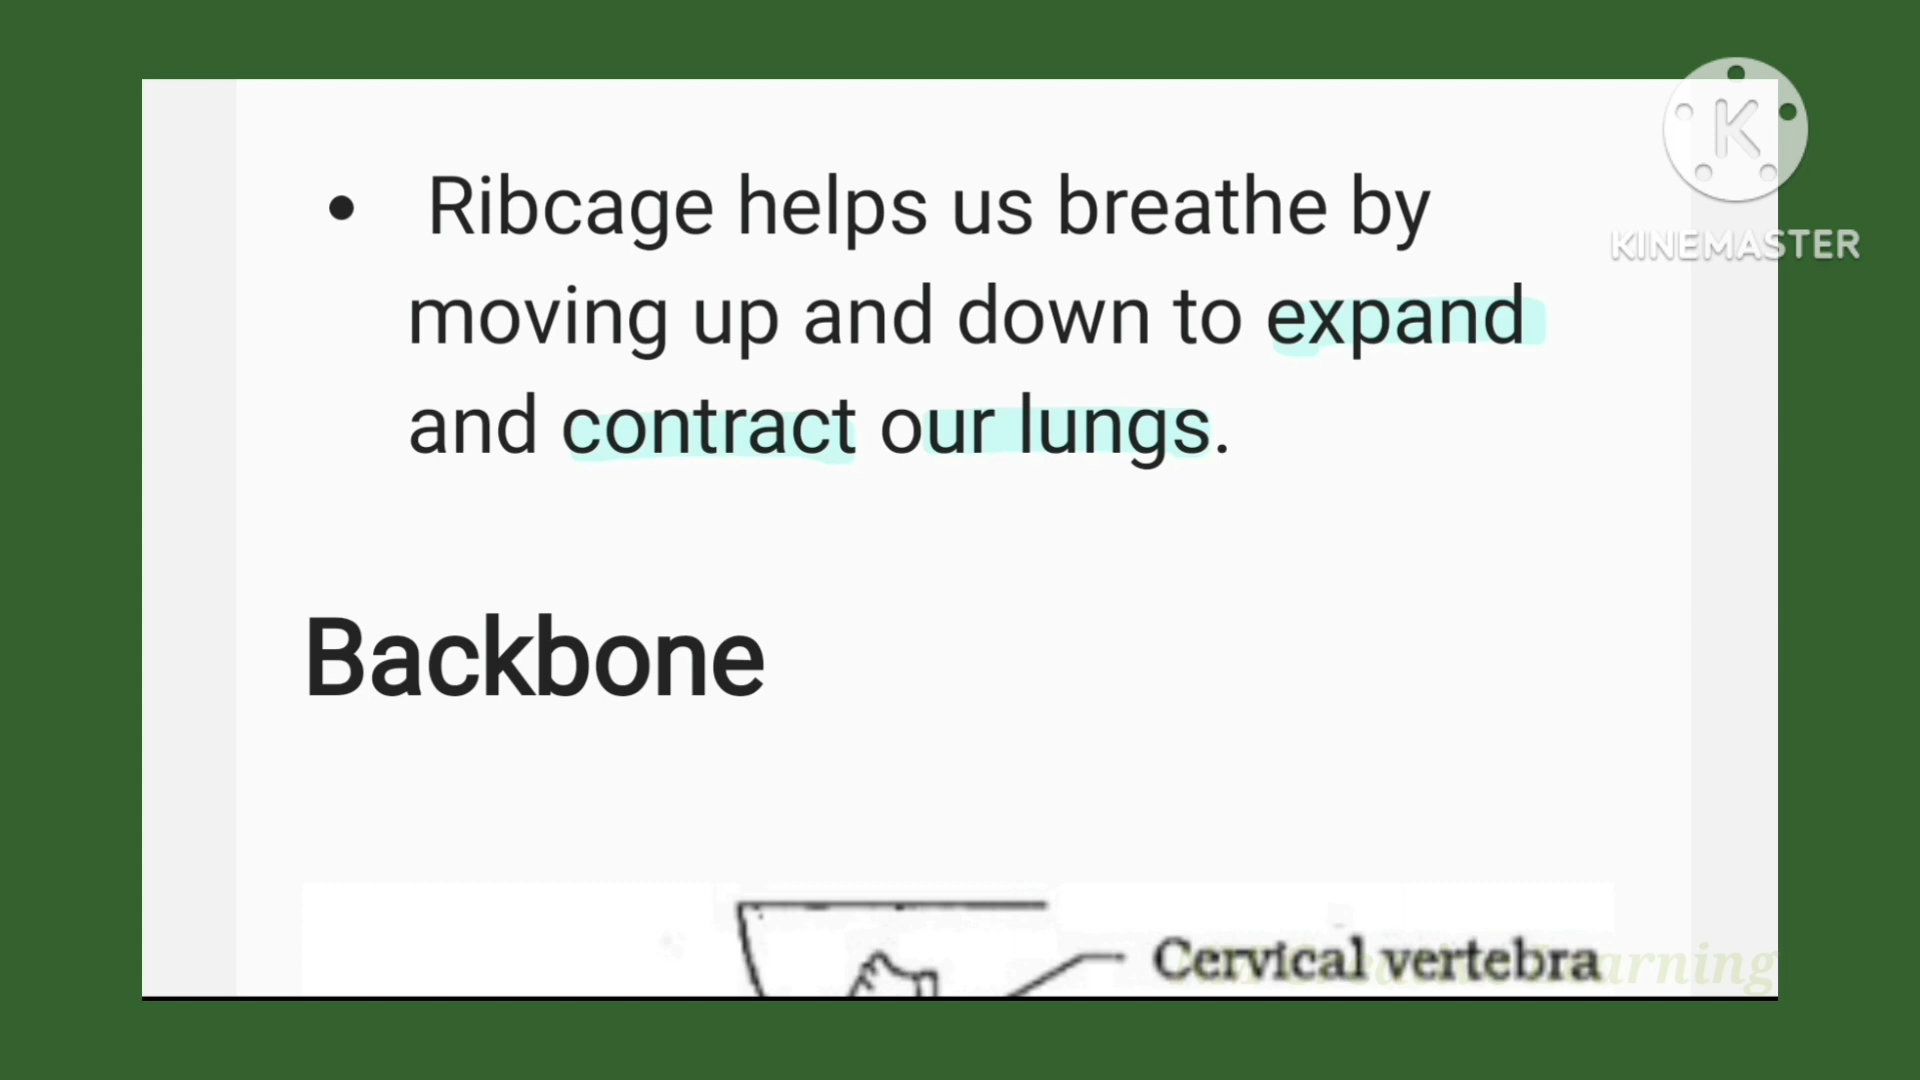 • Ribcage helps us breathe by
moving up and down to expand
and contract our lungs.
K
KINEMASTER
Backbone
Cervical vertebra
Learning